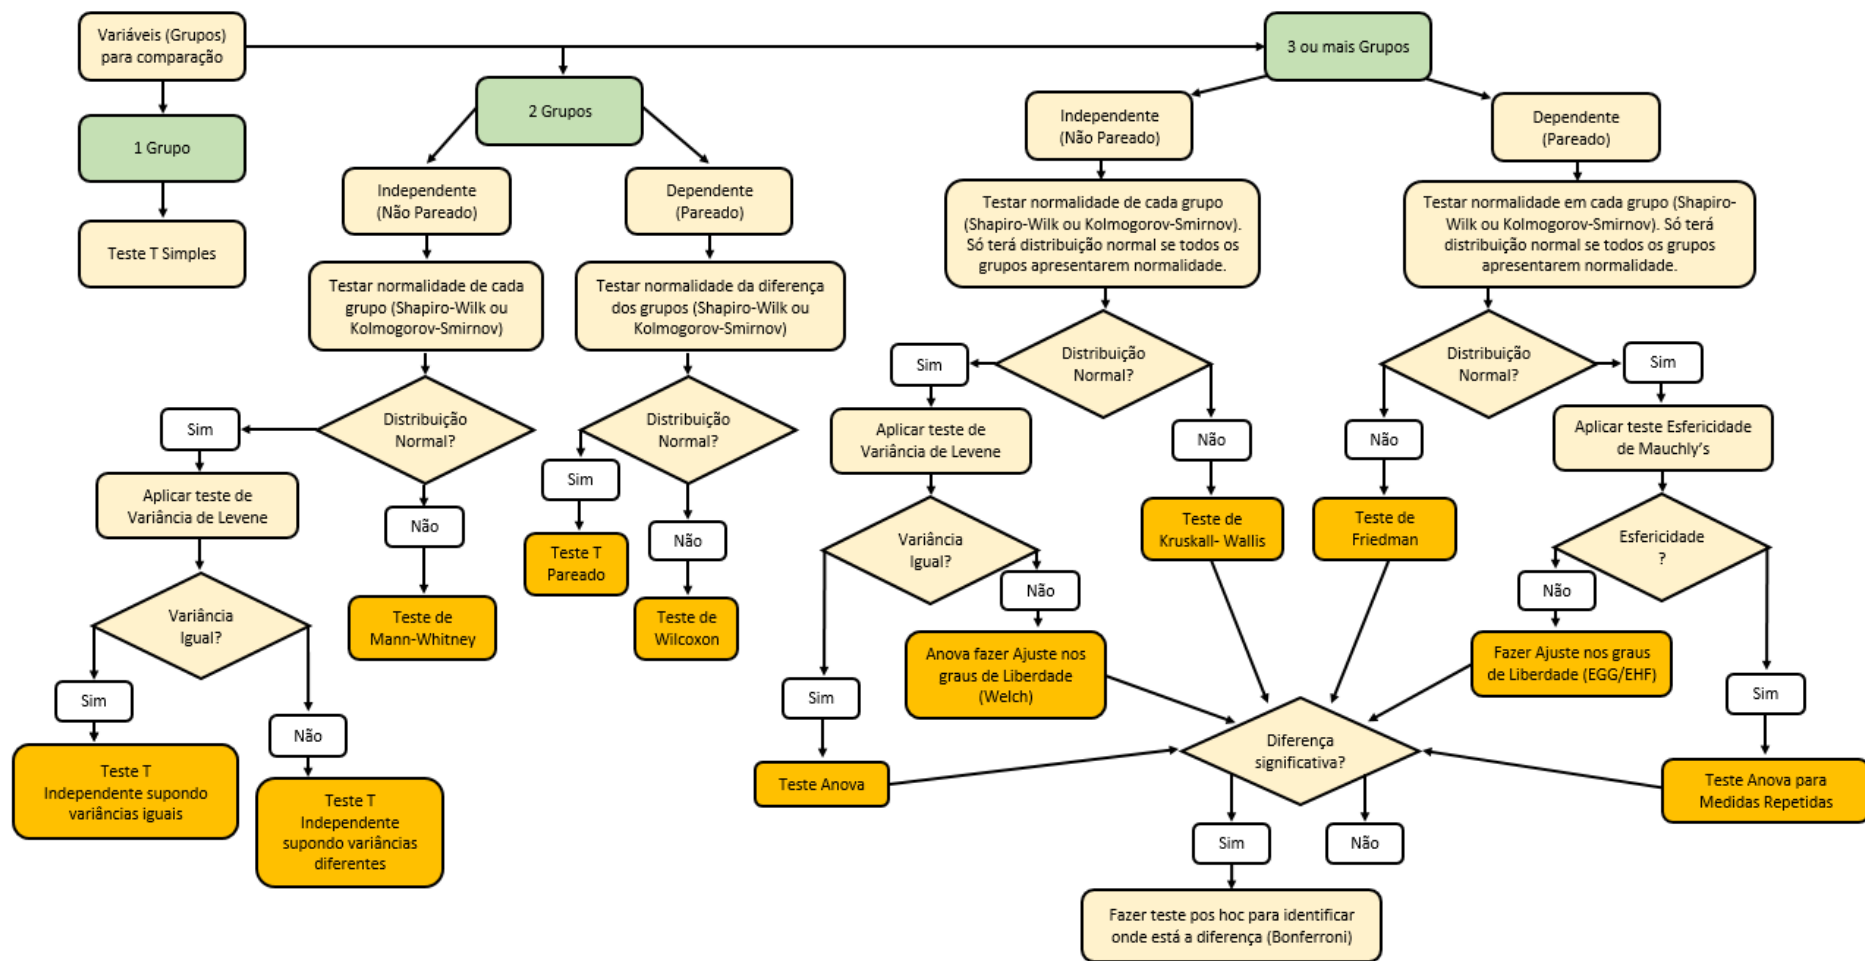 Variáveis (Grupos)
para comparação
1 Grupo
Teste T Simples
2 Grupos
Independente
(Não Pareado)
Testar normalidade de cada
grupo (Shapiro-Wilk ou
Kolmogorov-Smirnov)
Distribuição
Normal?
Sim
Aplicar teste de
Variância de Levene
Variância
Igual?
Sim
Teste T
Independente supondo
variâncias iguais
Não
Teste T
Independente
supondo variâncias
diferentes
Não
Teste de
Mann-Whitney
Dependente
(Pareado)
Testar normalidade da diferença
dos grupos (Shapiro-Wilk ou
Kolmogorov-Smirnov)
Distribuição
Normal?
Sim
Teste T
Pareado
Não
Teste de
Wilcoxon
3 ou mais Grupos
Independente
(Não Pareado)
Testar normalidade de cada grupo
(Shapiro-Wilk ou Kolmogorov-Smirnov).
Só terá distribuição normal se todos os
grupos apresentarem normalidade.
Distribuição
Normal?
Sim
Aplicar teste de
Variância de Levene
Variância
Igual?
Sim
Teste Anova
Não
Anova fazer Ajuste nos
graus de Liberdade
(Welch)
Não
Teste de
Kruskall- Wallis
Dependente
(Pareado)
Testar normalidade em cada grupo (Shapiro-
Wilk ou Kolmogorov-Smirnov). Só terá
distribuição normal se todos os grupos
apresentarem normalidade.
Distribuição
Normal?
Não
Teste de
Friedman
Sim
Aplicar teste Esfericidade
de Mauchly’s
Esfericidade
?
Não
Fazer Ajuste nos graus
de Liberdade (EGG/EHF)
Sim
Teste Anova para
Medidas Repetidas
Diferença
significativa?
Sim
Não
Fazer teste pos hoc para identificar
onde está a diferença (Bonferroni)